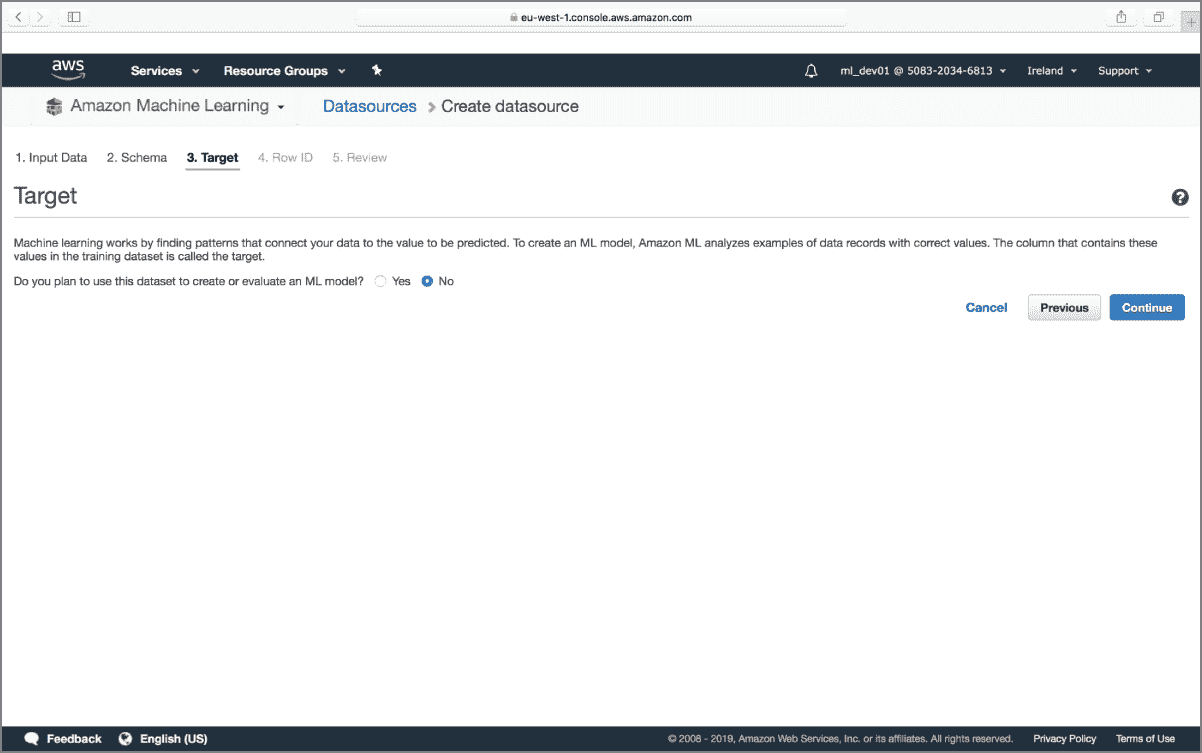 eu-west-1.console.aws.amazon.com
aws Services Resource Groups ml_dev01 @ 5083-2034-6813 Ireland Support
Amazon Machine Learning Datasources > Create datasource
1. Input Data 2. Schema 3. Target 4. Row ID 5. Review
Target ?
Machine learning works by finding patterns that connect your data to the value to be predicted. To create an ML model, Amazon ML analyzes examples of data records with correct values. The column that contains these
values in the training dataset is called the target.
Do you plan to use this dataset to create or evaluate an ML model? Yes No
Cancel Previous Continue
Feedback English (US) © 2008 - 2019, Amazon Web Services, Inc. or its affiliates. All rights reserved. Privacy Policy Terms of Use